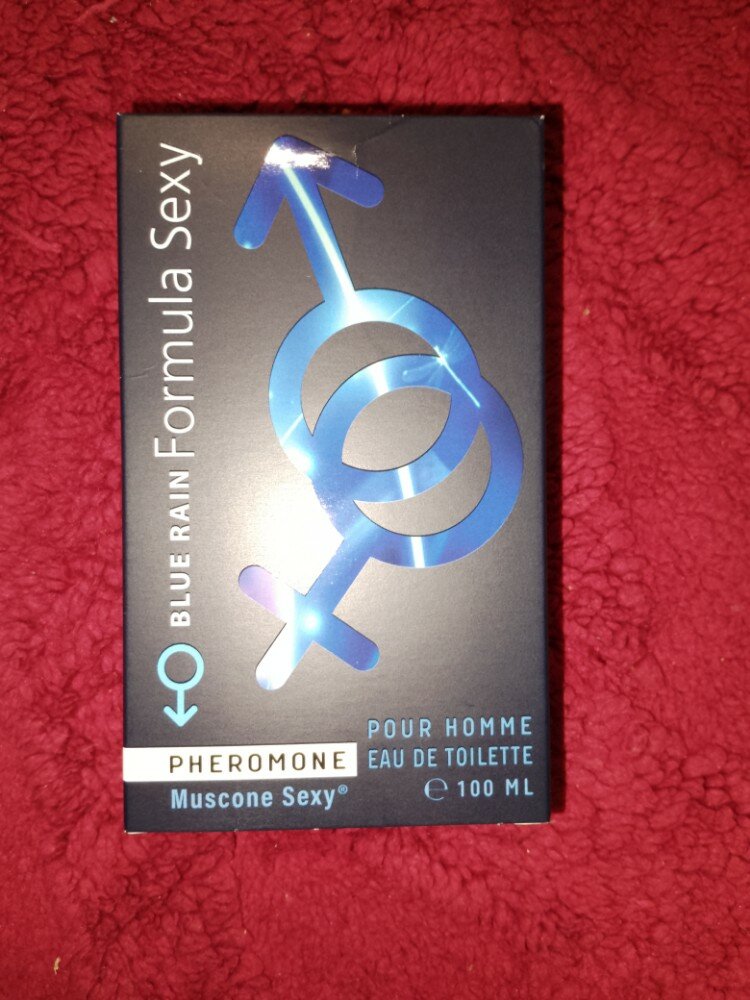 BLUE RAIN Formula Sexy
PHEROMONE
Muscone Sexy®
POUR HOMME
EAU DE TOILETTE
℮ 100 ML